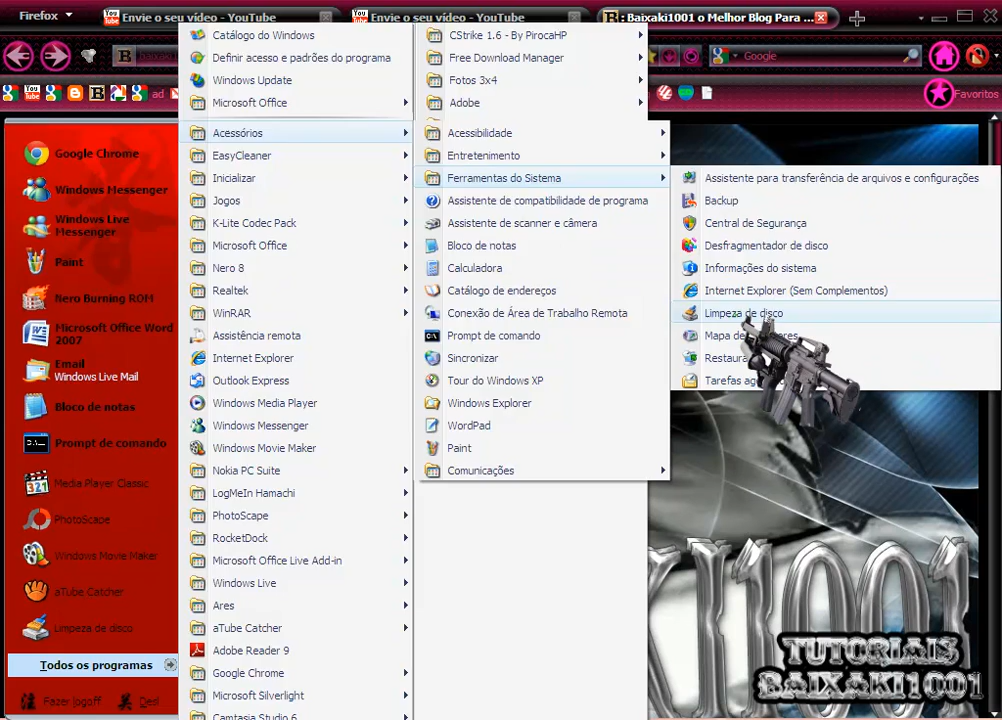 Firefox
Envie o seu vídeo - YouTube
Envie o seu vídeo - YouTube
: Baixaki1001 o Melhor Blog Para ...
Google
ad
Favoritos
Google Chrome
Windows Messenger
Windows Live
Messenger
Paint
Nero Burning ROM
Microsoft Office Word
2007
Email
Windows Live Mail
Bloco de notas
Prompt de comando
Media Player Classic
PhotoScape
Windows Movie Maker
aTube Catcher
Limpeza de disco
Todos os programas
Fazer logoff
Desl
Catálogo do Windows
Definir acesso e padrões do programa
Windows Update
Microsoft Office
Acessórios
EasyCleaner
Inicializar
Jogos
K-Lite Codec Pack
Microsoft Office
Nero 8
Realtek
WinRAR
Assistência remota
Internet Explorer
Outlook Express
Windows Media Player
Windows Messenger
Windows Movie Maker
Nokia PC Suite
LogMeIn Hamachi
PhotoScape
RocketDock
Microsoft Office Live Add-in
Windows Live
Ares
aTube Catcher
Adobe Reader 9
Google Chrome
Microsoft Silverlight
Camtasia Studio 6
CStrike 1.6 - By PirocaHP
Free Download Manager
Fotos 3x4
Adobe
Acessibilidade
Entretenimento
Ferramentas do Sistema
Assistente de compatibilidade de programa
Assistente de scanner e câmera
Bloco de notas
Calculadora
Catálogo de endereços
Conexão de Área de Trabalho Remota
Prompt de comando
Sincronizar
Tour do Windows XP
Windows Explorer
WordPad
Paint
Comunicações
Assistente para transferência de arquivos e configurações
Backup
Central de Segurança
Desfragmentador de disco
Informações do sistema
Internet Explorer (Sem Complementos)
Limpeza de disco
Mapa de
Restaura
Tarefas ag
1001
TUTORIAIS
BAIXAKI1001